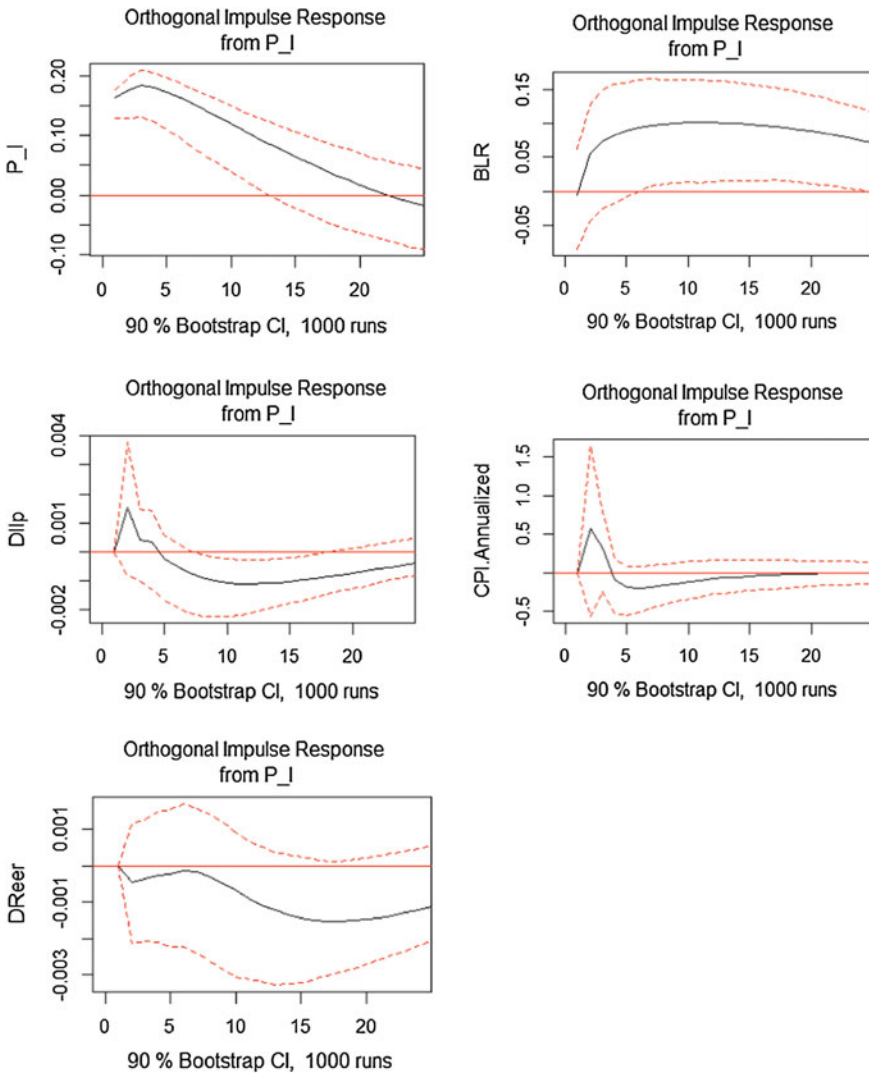 Orthogonal Impulse Response
from P_I
P_I
0.20
0.10
0.00
-0.10
0 5 10 15 20
90 % Bootstrap CI, 1000 runs
Orthogonal Impulse Response
from P_I
BLR
0.15
0.05
-0.05
0 5 10 15 20
90 % Bootstrap CI, 1000 runs
Orthogonal Impulse Response
from P_I
DIIp
0.004
0.001
-0.002
0 5 10 15 20
90 % Bootstrap CI, 1000 runs
Orthogonal Impulse Response
from P_I
CPI.Annualized
1.5
1.0
0.5
-0.5
0 5 10 15 20
90 % Bootstrap CI, 1000 runs
Orthogonal Impulse Response
from P_I
DReer
0.001
-0.001
-0.003
0 5 10 15 20
90 % Bootstrap CI, 1000 runs